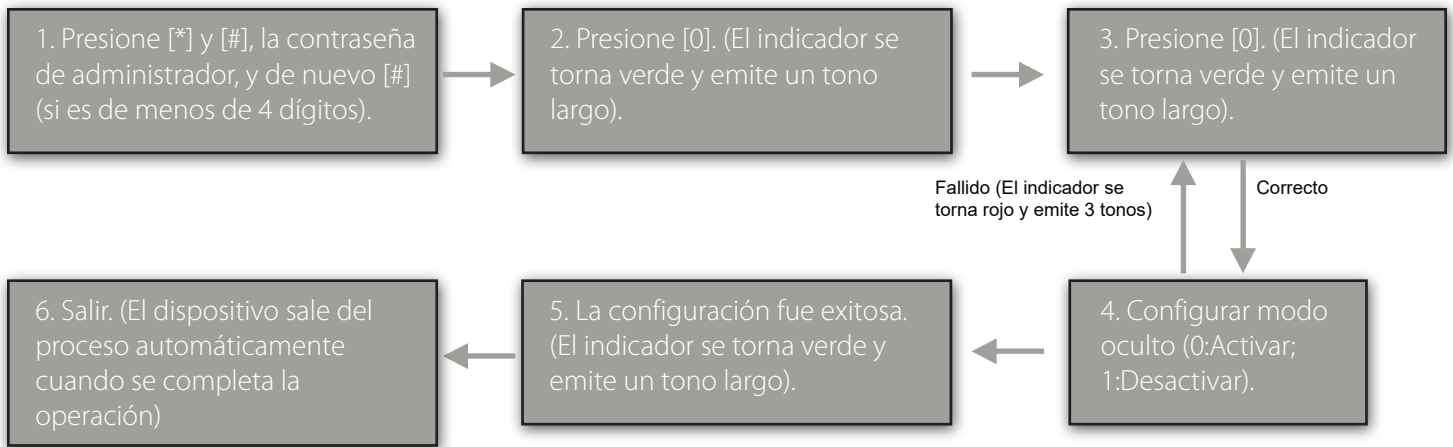 1. Presione [*] y [#], la contraseña
de administrador, y de nuevo [#]
(si es de menos de 4 dígitos).
2. Presione [0]. (El indicador se
torna verde y emite un tono
largo).
3. Presione [0]. (El indicador
se torna verde y emite un
tono largo).
Fallido (El indicador se
torna rojo y emite 3 tonos)
Correcto
4. Configurar modo
oculto (0:Activar;
1:Desactivar).
5. La configuración fue exitosa.
(El indicador se torna verde y
emite un tono largo).
6. Salir. (El dispositivo sale del
proceso automáticamente
cuando se completa la
operación)